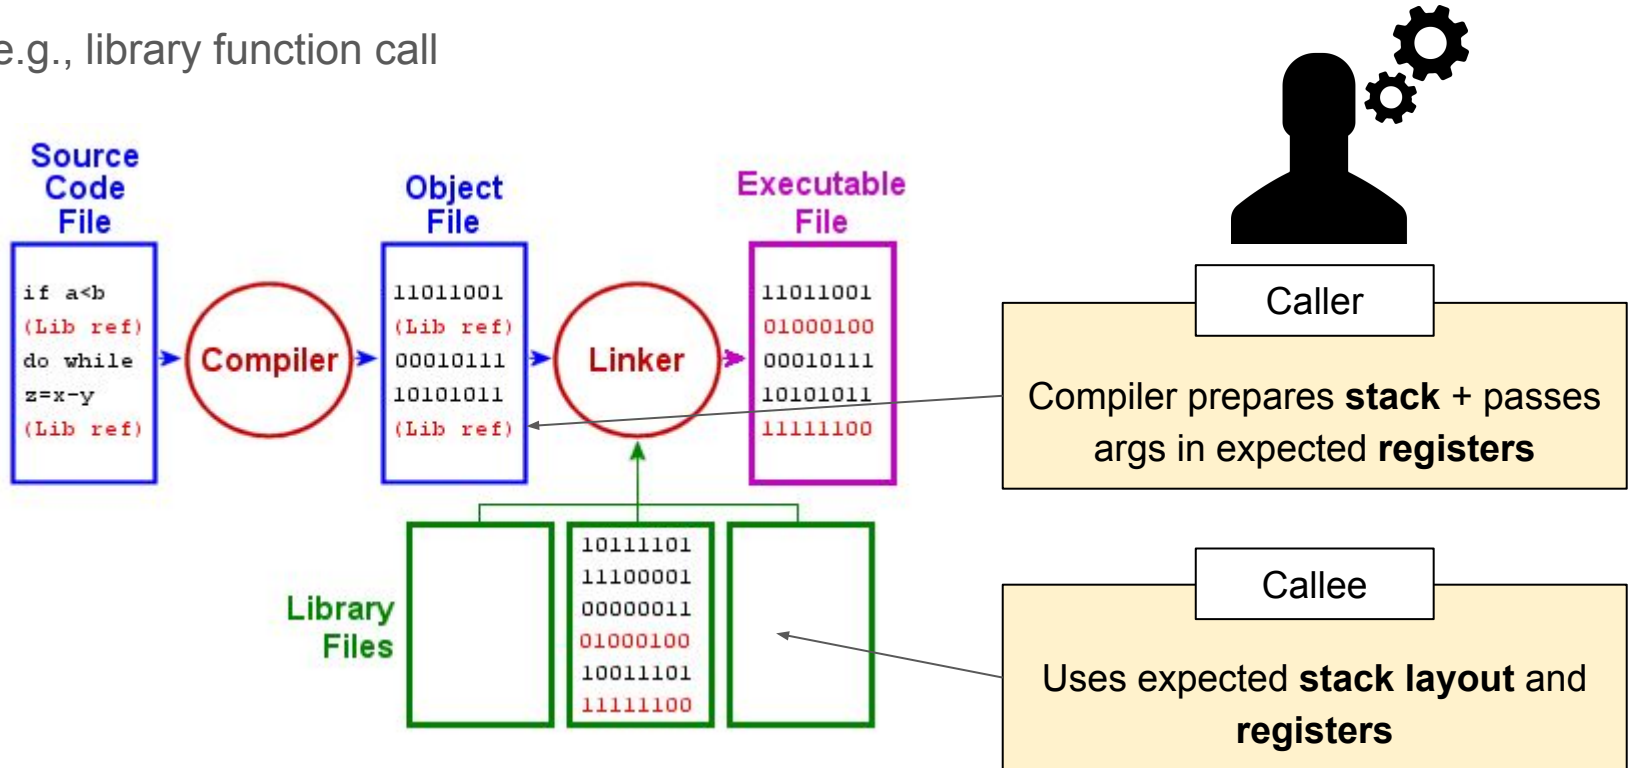 e.g., library function call
Source
Code
File
if a<b
(Lib ref)
do while
z=x-y
(Lib ref)
Compiler
Object
File
11011001
(Lib ref)
00010111
10101011
(Lib ref)
Linker
Executable
File
11011001
01000100
00010111
10101011
11111100
Library
Files
10111101
11100001
00000011
01000100
10011101
11111100
Caller
Compiler prepares stack + passes
args in expected registers
Callee
Uses expected stack layout and
registers